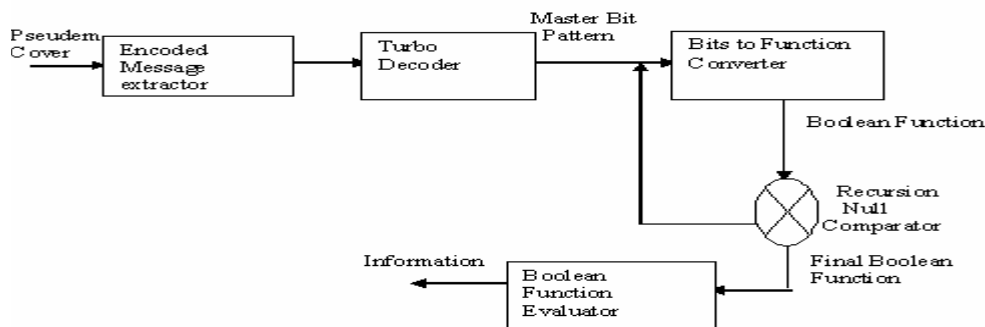 Pseudem
Cover
Encoded
Message
extractor
Turbo
Decoder
Master Bit
Pattern
Bits to Function
Converter
Boolean Function
Recursion
Null
Comparator
Final Boolean
Function
Information
Boolean
Function
Evaluator